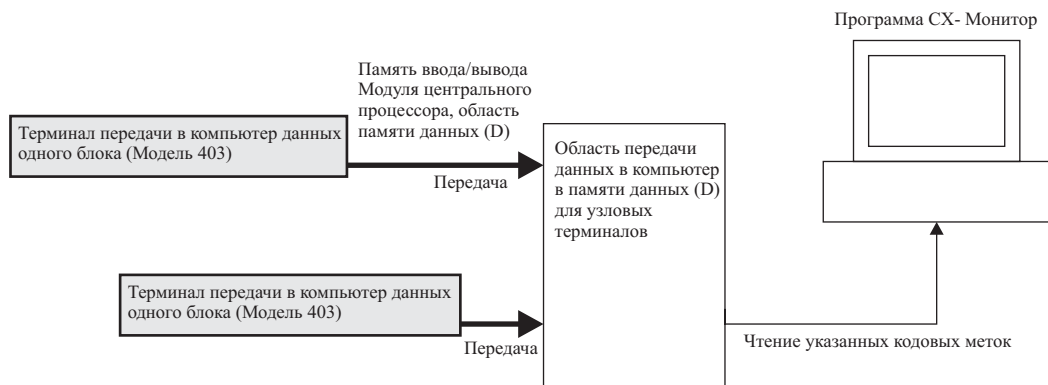 Программа CX- Монитор
Память ввода/вывода
Модуля центрального
процессора, область
памяти данных (D)
Терминал передачи в компьютер данных
одного блока (Модель 403)
Передача
Область передачи
данных в компьютер
в памяти данных (D)
для узловых
терминалов
Терминал передачи в компьютер данных
одного блока (Модель 403)
Передача
Чтение указанных кодовых меток